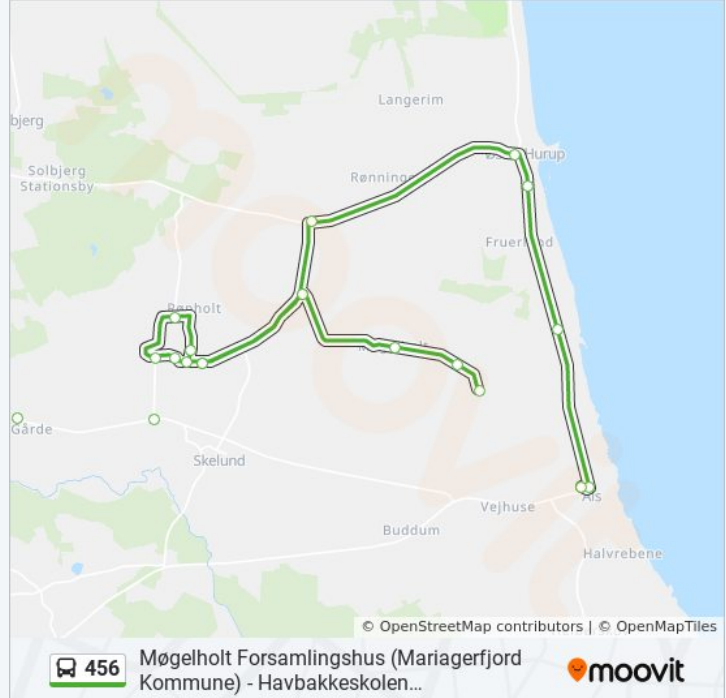 Langerim
bjerg
Hurup
Solbjerg
Stationsby
Fruerlund
Rønholt
Gårde
Skelund
Als
Vejhuse
Buddum
Halvrebene
© OpenStreetMap contributors | © OpenMapTiles
456
Møgelholt Forsamlingshus (Mariagerfjord
Kommune) - Havbakkeskolen…
moovit